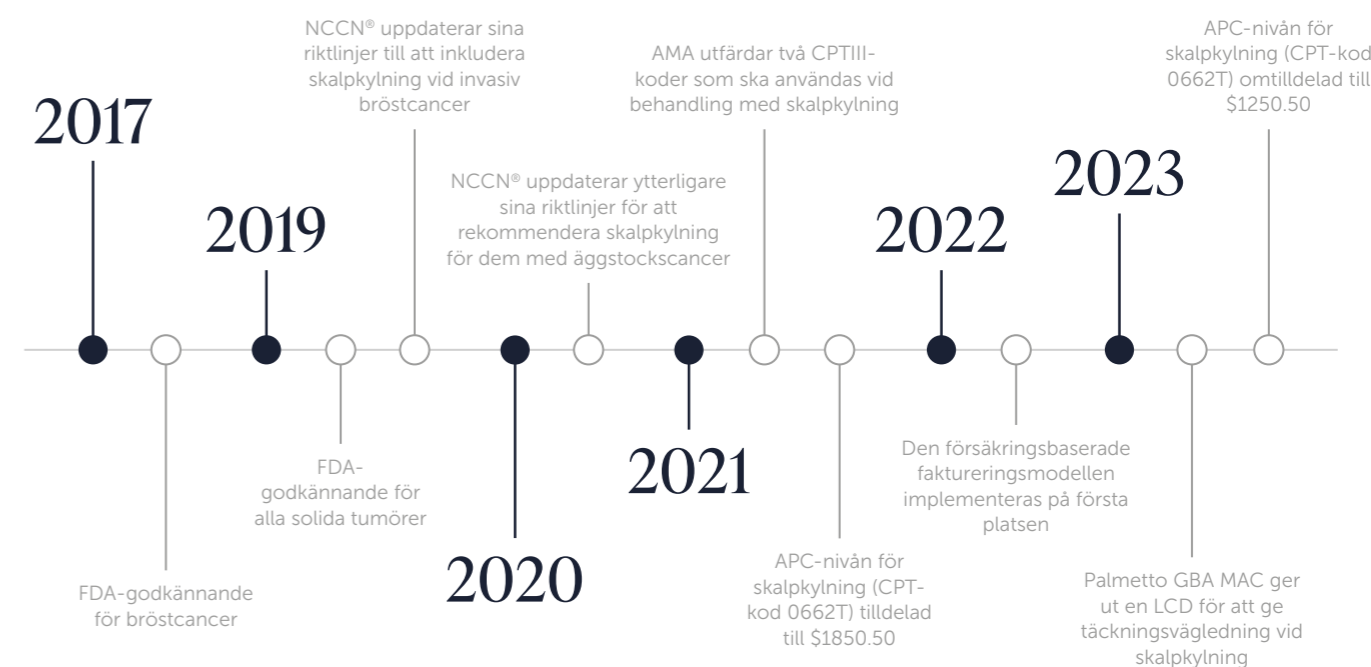 2017
FDA-godkännande
för bröstcancer
2019
FDA-
godkännande för
alla solida tumörer
NCCN® uppdaterar sina
riktlinjer till att inkludera
skalpkylning vid invasiv
bröstcancer
2020
NCCN® uppdaterar ytterligare
sina riktlinjer för att
rekommendera skalpkylning
för dem med äggstockscancer
2021
AMA utfärdar två CPTIII-
koder som ska användas vid
behandling med skalpkylning
APC-nivån för
skalpkylning (CPT-
kod 0662T) tilldelad
till $1850.50
2022
Den försäkringsbaserade
faktureringsmodellen
implementeras på första
platsen
2023
Palmetto GBA MAC ger
ut en LCD för att ge
täckningsvägledning vid
skalpkylning
APC-nivån för
skalpkylning (CPT-kod
0662T) omtilldelad till
$1250.50